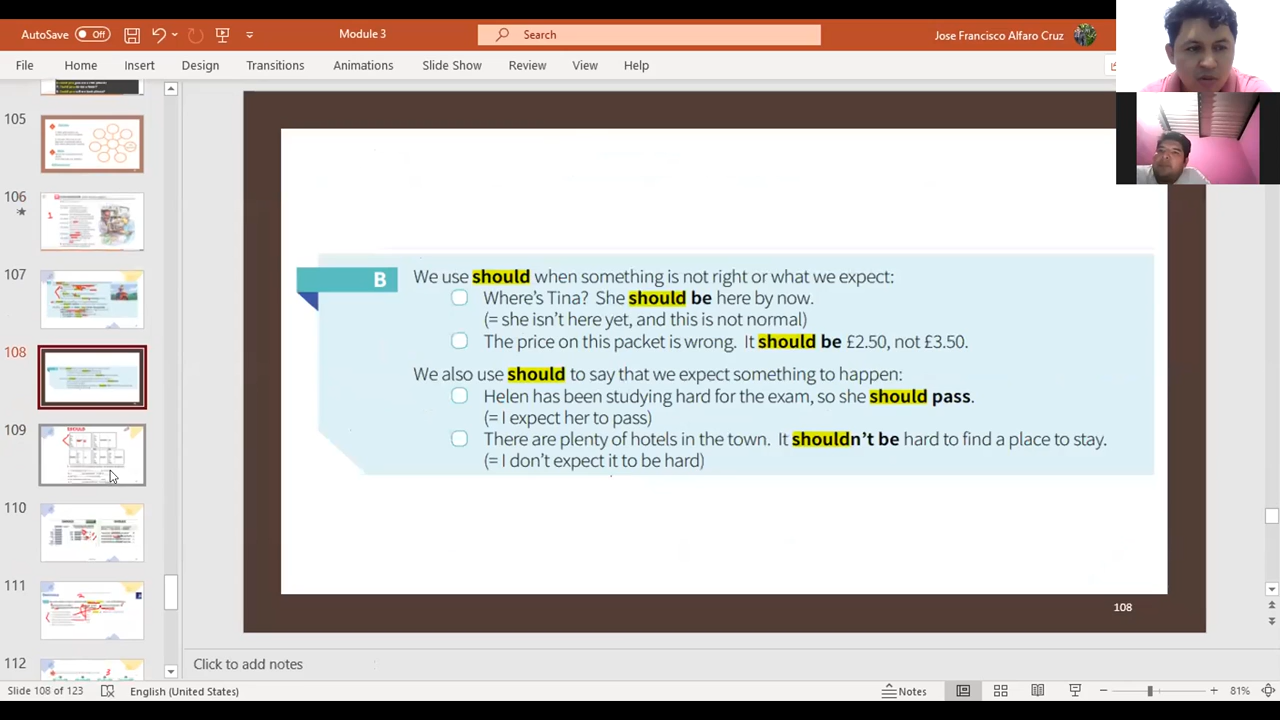 AutoSave Off Module 3 Search Jose Francisco Alfaro Cruz
File Home Insert Design Transitions Animations Slide Show Review View Help
105
106
107
108
109
110
111
112
B We use should when something is not right or what we expect:
Where's Tina? She should be here by now.
(= she isn't here yet, and this is not normal)
The price on this packet is wrong. It should be £2.50, not £3.50.
We also use should to say that we expect something to happen:
Helen has been studying hard for the exam, so she should pass.
(= I expect her to pass)
There are plenty of hotels in the town. It shouldn't be hard to find a place to stay.
(= I don't expect it to be hard)
108
Click to add notes
Slide 108 of 123 English (United States) Notes 81%